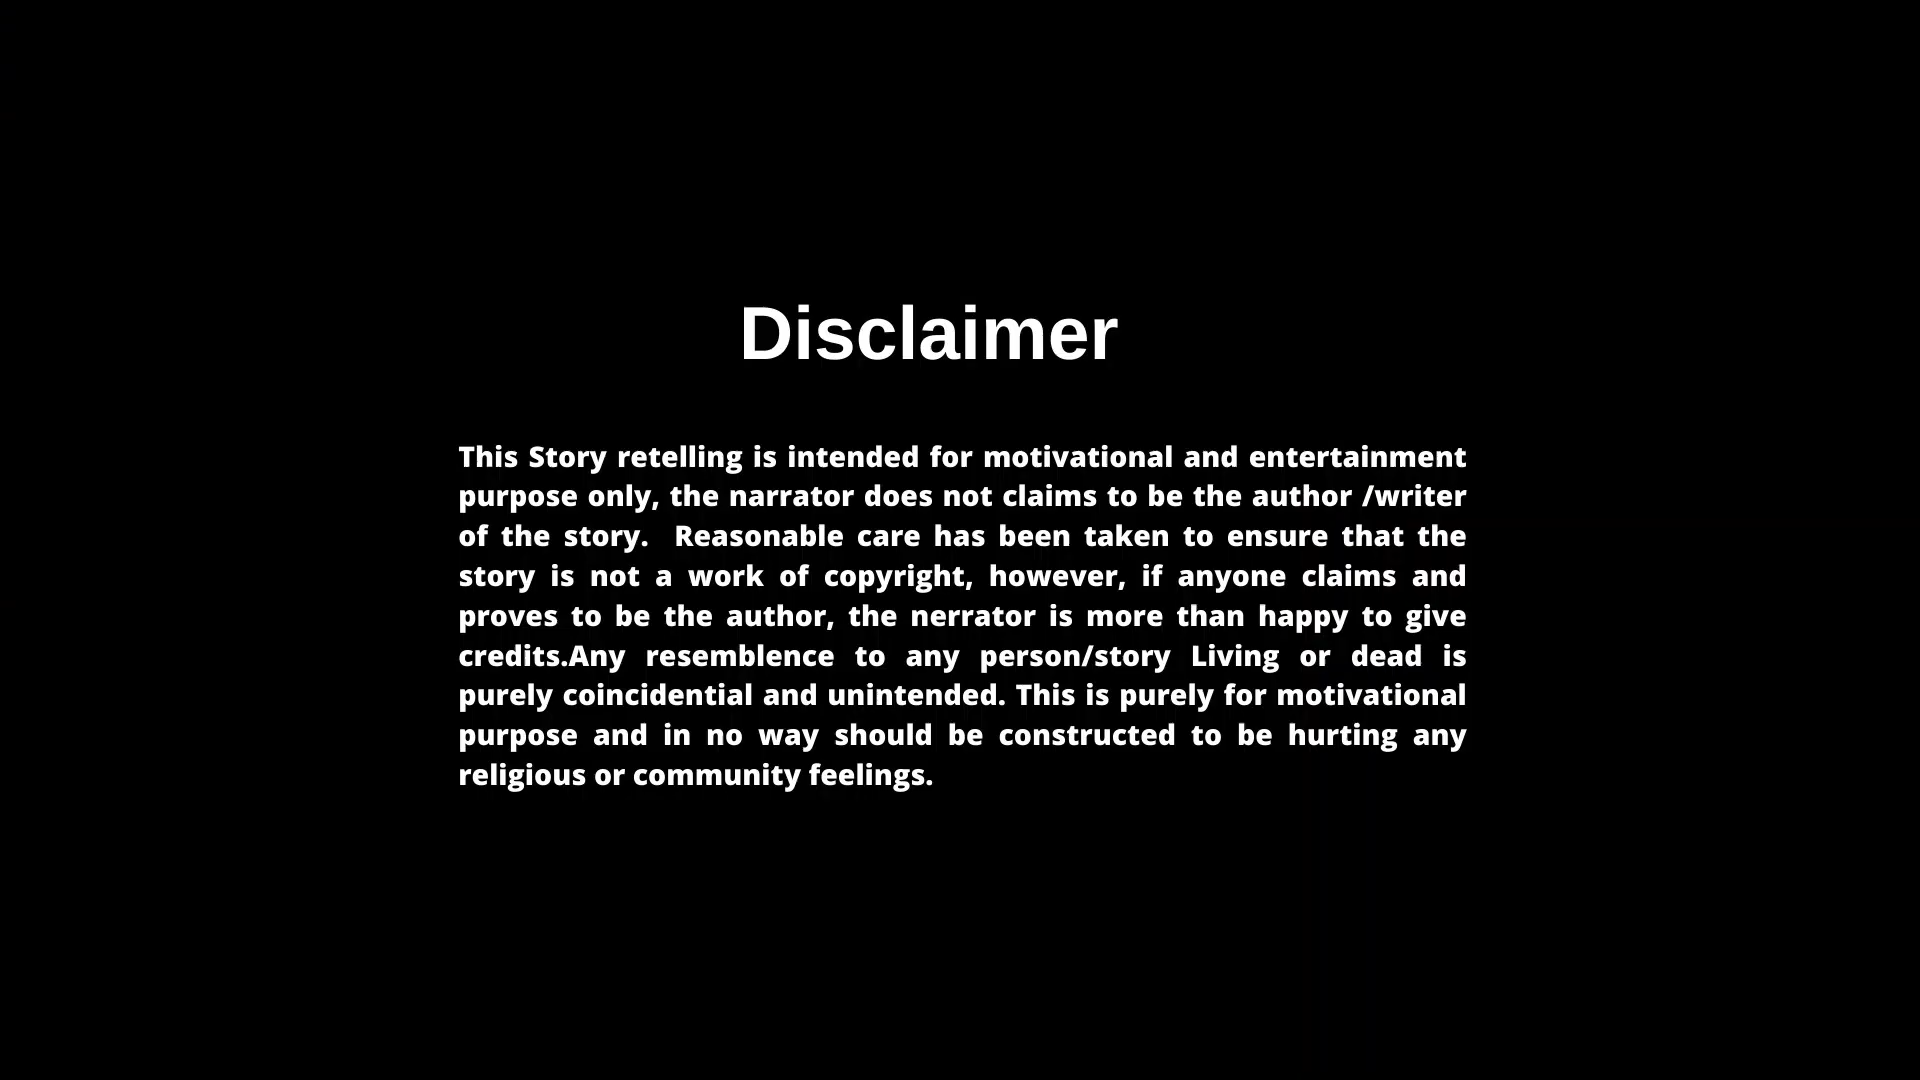 Disclaimer
This Story retelling is intended for motivational and entertainment
purpose only, the narrator does not claims to be the author /writer
of the story.  Reasonable care has been taken to ensure that the
story is not a work of copyright, however, if anyone claims and
proves to be the author, the nerrator is more than happy to give
credits.Any resemblence to any person/story Living or dead is
purely coincidential and unintended. This is purely for motivational
purpose and in no way should be constructed to be hurting any
religious or community feelings.